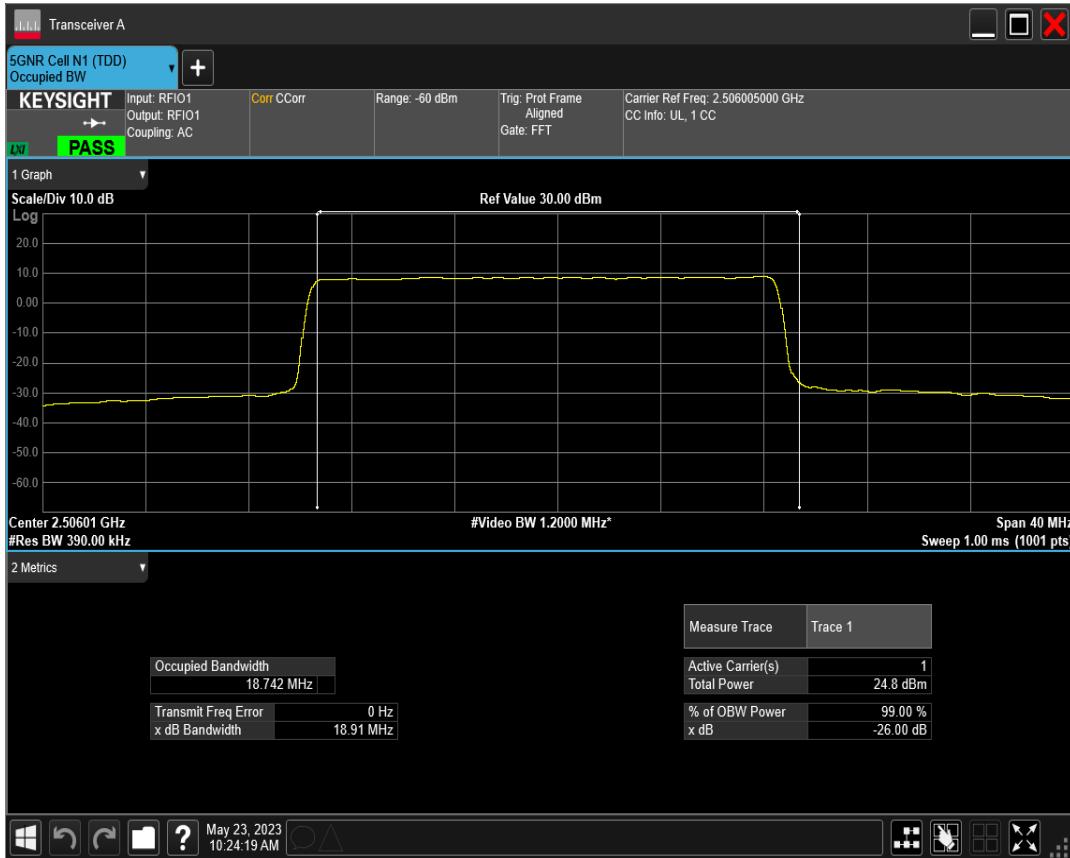 Transceiver A
5GNR Cell N1 (TDD)
Occupied BW
+
KEYSIGHT
LXI
PASS
Input: RFIO1
Output: RFIO1
Coupling: AC
Corr CCorr
Range: -60 dBm
Trig: Prot Frame
Aligned
Gate: FFT
Carrier Ref Freq: 2.506005000 GHz
CC Info: UL, 1 CC
1 Graph
Scale/Div 10.0 dB
Ref Value 30.00 dBm
Log
20.0
10.0
0.00
-10.0
-20.0
-30.0
-40.0
-50.0
-60.0
Center 2.50601 GHz
#Video BW 1.2000 MHz*
Span 40 MHz
#Res BW 390.00 kHz
Sweep 1.00 ms (1001 pts)
2 Metrics
Measure Trace Trace 1
Occupied Bandwidth
18.742 MHz
Active Carrier(s) 1
Total Power 24.8 dBm
Transmit Freq Error 0 Hz
x dB Bandwidth 18.91 MHz
% of OBW Power 99.00 %
x dB -26.00 dB
?
May 23, 2023
10:24:19 AM